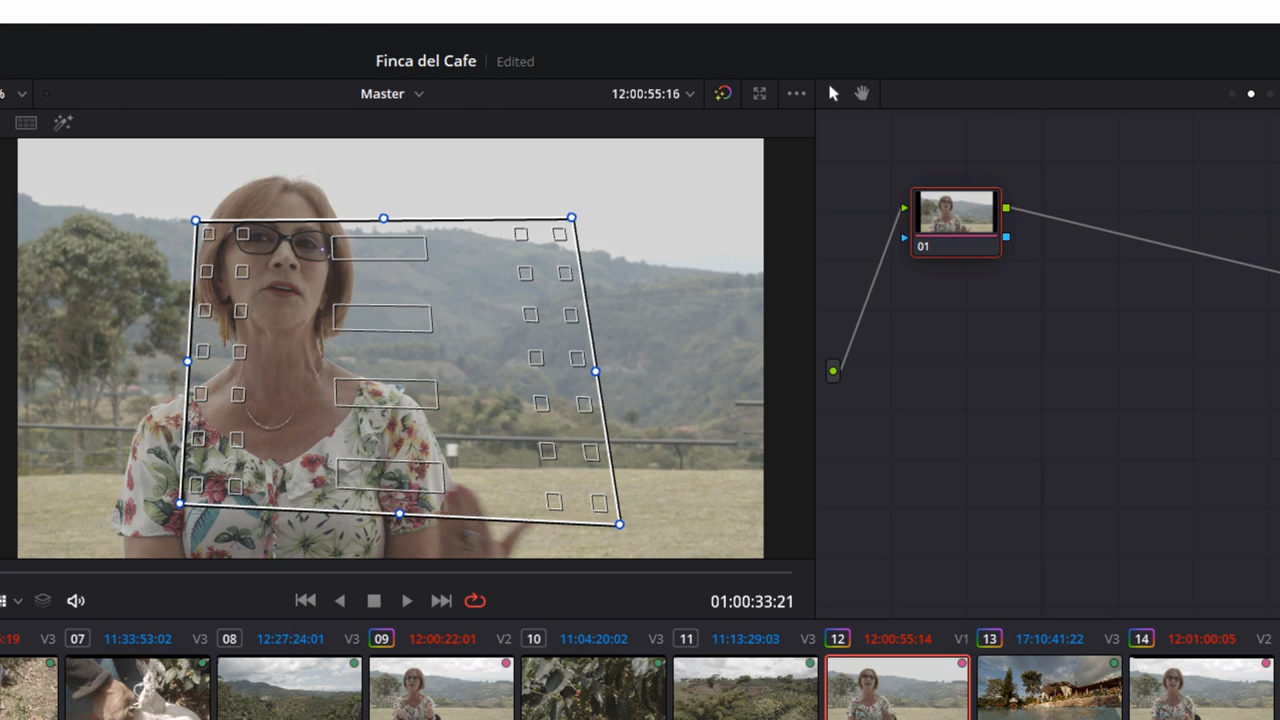 Finca del Cafe Edited
% Master 12:00:55:16
01
01:00:33:21
:19 V3 07 11:33:53:02 V3 08 12:27:24:01 V3 09 12:00:22:01 V2 10 11:04:20:02 V3 11 11:13:29:03 V3 12 12:00:55:14 V1 13 17:10:41:22 V3 14 12:01:00:05 V2